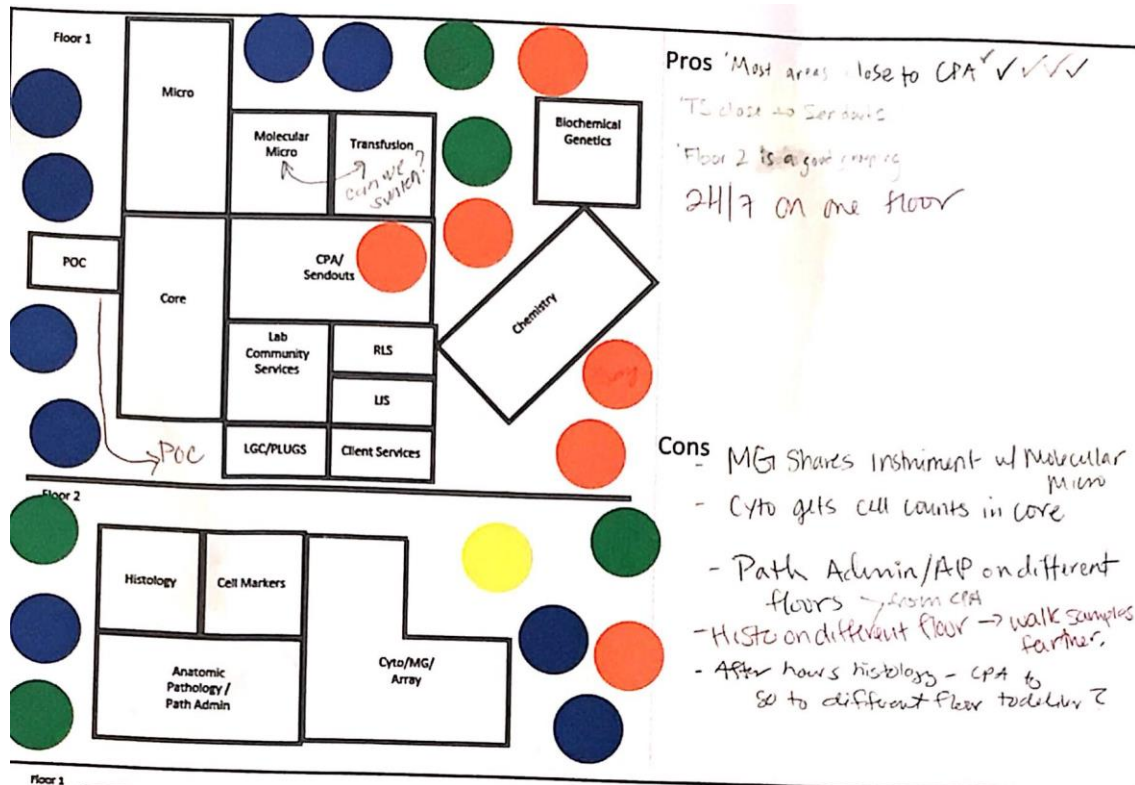 Floor 1
Micro
Molecular
Micro
Transfusion
can we
switch?
Biochemical
Genetics
POC
Core
CPA/
Sendouts
Chemistry
Lab
Community
Services
RLS
LIS
LGC/PLUGS
Client Services
POC
Pros
'Most areas close to CPA ✓ ✓ ✓ ✓ ✓
'TS close to Sendouts
'Floor 2 is a good grouping
24/7 on one floor
Floor 2
Histology
Cell Markers
Anatomic
Pathology /
Path Admin
Cyto/MG/
Array
Cons
- MG Shares Instriment w/ Molecular
Micro
- Cyto gets cell counts in core
- Path Admin/AP on different
floors from CPA
- Histo on different floor → walk samples
farther.
- After hours histology - CPA to
go to different floor to deliver?
Floor 1